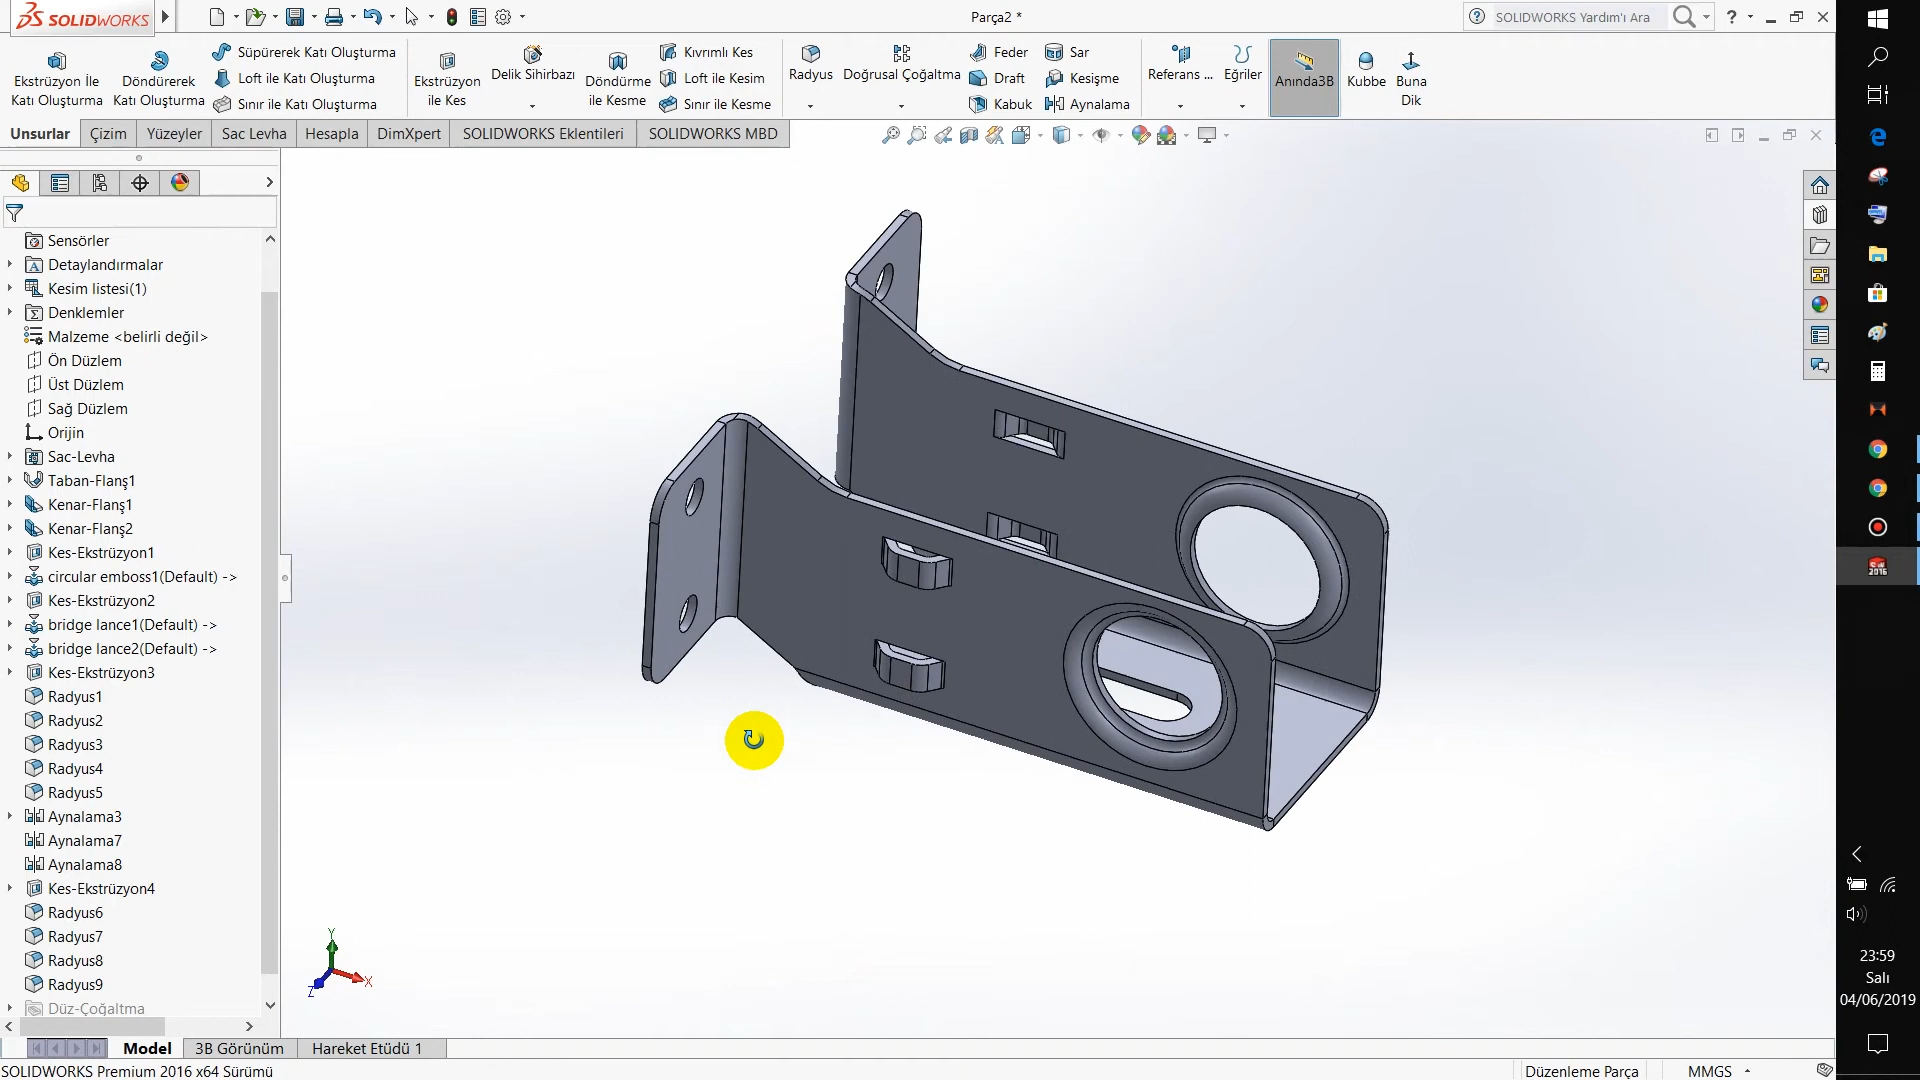 SOLIDWORKS
Parça2 *
SOLIDWORKS Yardım'ı Ara
?
Ekstrüzyon İle
Katı Oluşturma
Döndürerek
Katı Oluşturma
Süpürerek Katı Oluşturma
Loft ile Katı Oluşturma
Sınır ile Katı Oluşturma
Ekstrüzyon
ile Kes
Delik Sihirbazı
Döndürme
ile Kesme
Kıvrımlı Kes
Loft ile Kesim
Sınır ile Kesme
Radyus
Doğrusal Çoğaltma
Feder
Draft
Kabuk
Sar
Kesişme
Aynalama
Referans ...
Eğriler
Anında3B
Kubbe
Buna
Dik
Unsurlar
Çizim
Yüzeyler
Sac Levha
Hesapla
DimXpert
SOLIDWORKS Eklentileri
SOLIDWORKS MBD
Sensörler
Detaylandırmalar
Kesim listesi(1)
Denklemler
Malzeme <belirli değil>
Ön Düzlem
Üst Düzlem
Sağ Düzlem
Orijin
Sac-Levha
Taban-Flanş1
Kenar-Flanş1
Kenar-Flanş2
Kes-Ekstrüzyon1
circular emboss1(Default) ->
Kes-Ekstrüzyon2
bridge lance1(Default) ->
bridge lance2(Default) ->
Kes-Ekstrüzyon3
Radyus1
Radyus2
Radyus3
Radyus4
Radyus5
Aynalama3
Aynalama7
Aynalama8
Kes-Ekstrüzyon4
Radyus6
Radyus7
Radyus8
Radyus9
Düz-Çoğaltma
Y
X
Z
Model
3B Görünüm
Hareket Etüdü 1
SOLIDWORKS Premium 2016 x64 Sürümü
Düzenleme Parça
MMGS
2016
23:59
Salı
04/06/2019